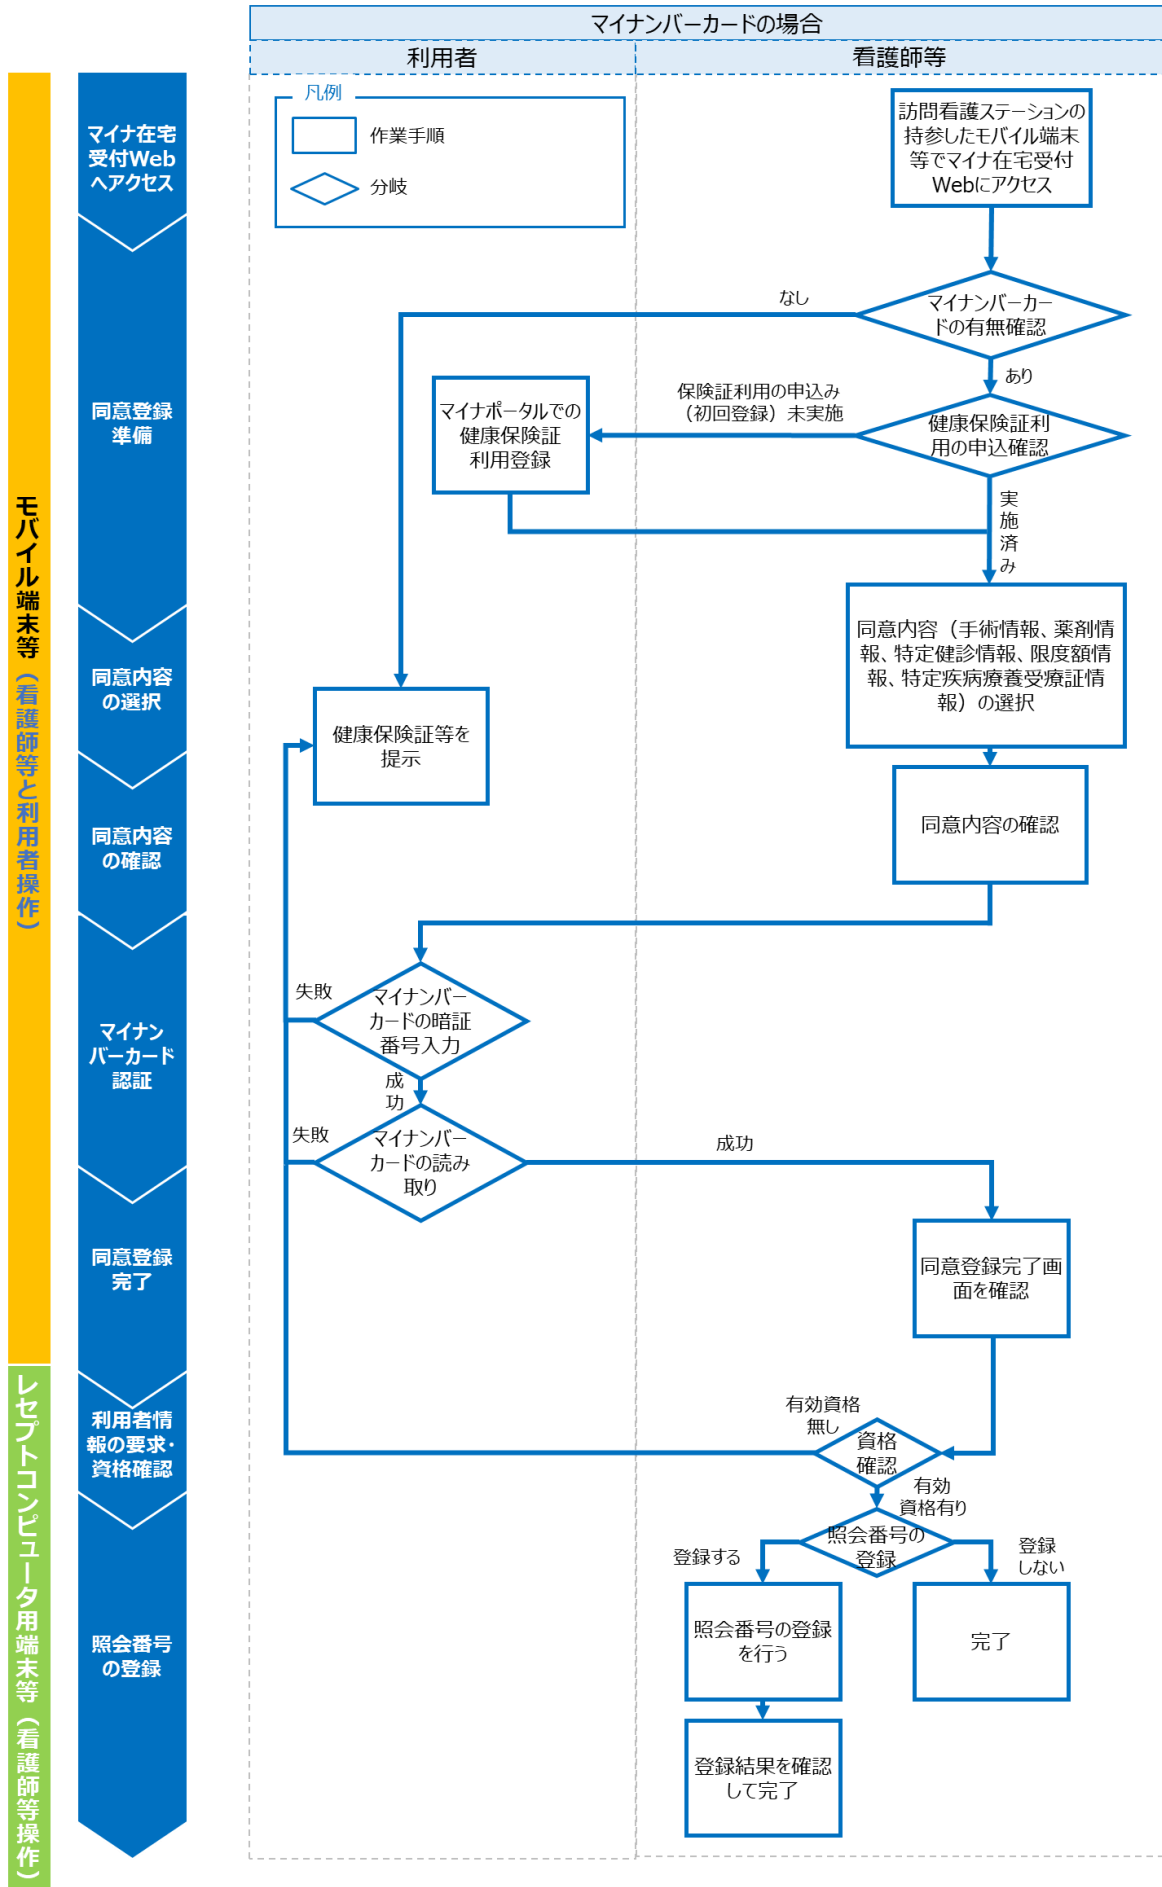 マイナンバーカードの場合
利用者
看護師等
モバイル端末等（看護師等と利用者操作）
レセプトコンピュータ用端末等（看護師等操作）
マイナ在宅
受付Web
へアクセス
同意登録
準備
同意内容
の選択
同意内容
の確認
マイナン
バーカード
認証
同意登録
完了
利用者情
報の要求・
資格確認
照会番号
の登録
凡例
作業手順
分岐
訪問看護ステーションの
持参したモバイル端末
等でマイナ在宅受付
Webにアクセス
マイナンバーカー
ドの有無確認
なし
あり
健康保険証利
用の申込確認
保険証利用の申込み
（初回登録）未実施
マイナポータルでの
健康保険証
利用登録
実
施
済
み
同意内容（手術情報、薬剤情
報、特定健診情報、限度額情
報、特定疾病療養受療証情
報）の選択
健康保険証等を
提示
同意内容の確認
失敗
マイナンバー
カードの暗証
番号入力
成
功
失敗
マイナンバー
カードの読み
取り
成功
同意登録完了画
面を確認
有効資格
無し
資格
確認
有効
資格有り
照会番号の
登録
登録する
登録
しない
照会番号の登録
を行う
完了
登録結果を確認
して完了